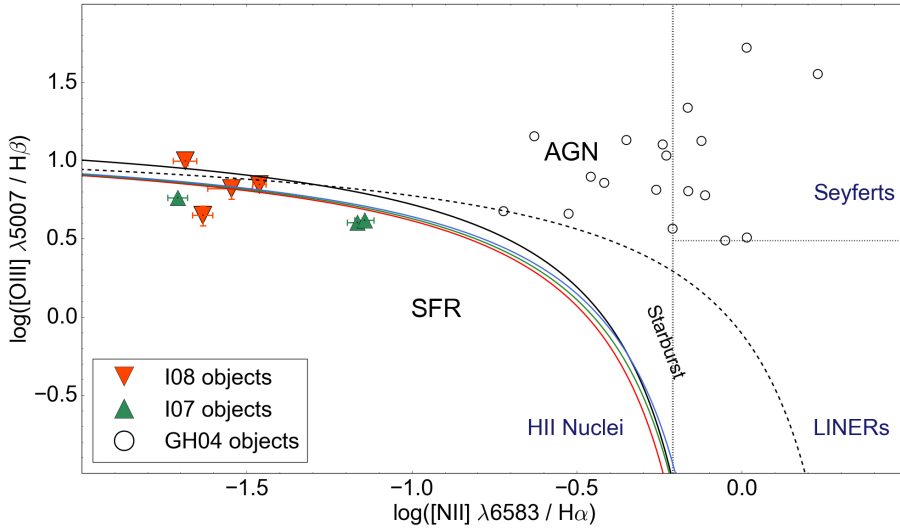 1.5
1.0
0.5
0.0
−0.5
−1.5
−1.0
−0.5
0.0
log([OIII] λ5007 / Hβ)
log([NII] λ6583 / Hα)
AGN
Seyferts
SFR
Starburst
HII Nuclei
LINERs
I08 objects
I07 objects
GH04 objects